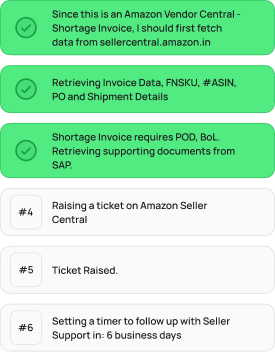 Since this is an Amazon Vendor Central -
Shortage Invoice, I should first fetch
data from sellercentral.amazon.in
Retrieving Invoice Data, FNSKU, #ASIN,
PO and Shipment Details
Shortage Invoice requires POD, BoL.
Retrieving supporting documents from
SAP.
#4
Raising a ticket on Amazon Seller
Central
#5
Ticket Raised.
#6
Setting a timer to follow up with Seller
Support in: 6 business days